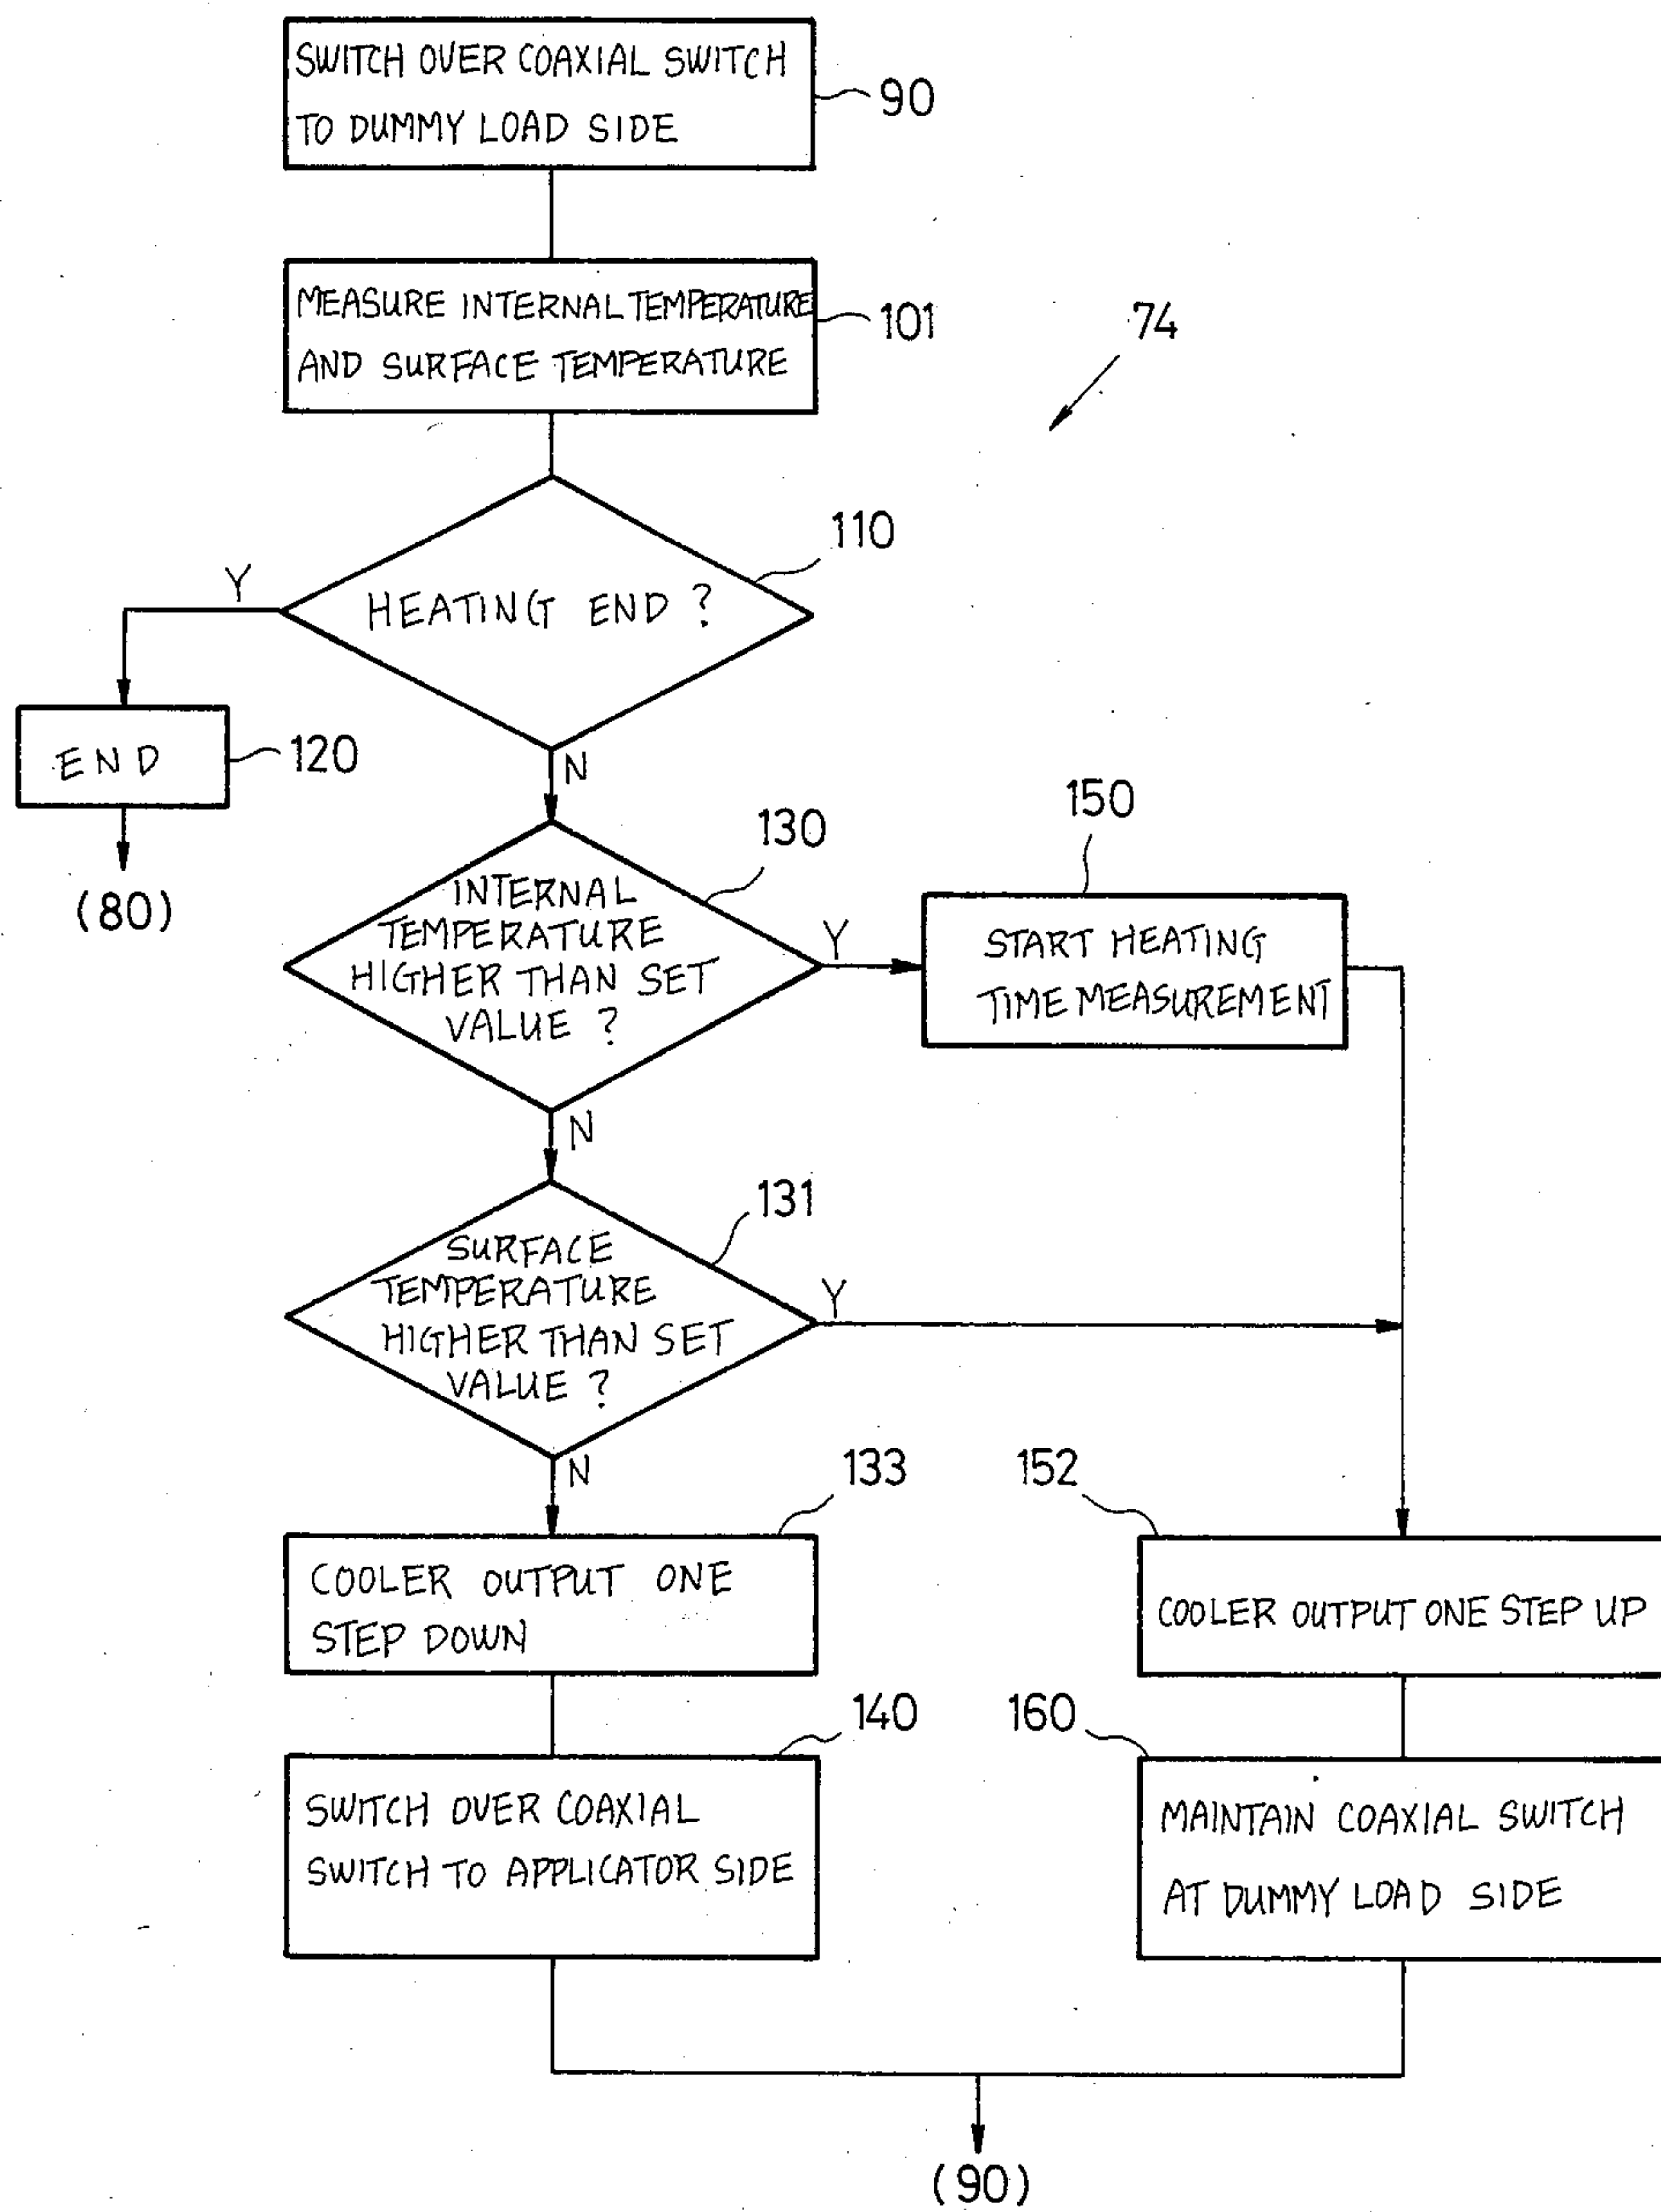 SWITCH OVER COAXIAL SWITCH
TO DUMMY LOAD SIDE
90
MEASURE INTERNAL TEMPERATURE
AND SURFACE TEMPERATURE
101
74
110
HEATING END ?
Y
END
120
(80)
N
130
INTERNAL
TEMPERATURE
HIGHER THAN SET
VALUE ?
Y
150
START HEATING
TIME MEASUREMENT
N
131
SURFACE
TEMPERATURE
HIGHER THAN SET
VALUE ?
Y
N
133
COOLER OUTPUT ONE
STEP DOWN
152
COOLER OUTPUT ONE STEP UP
140
SWITCH OVER COAXIAL
SWITCH TO APPLICATOR SIDE
160
MAINTAIN COAXIAL SWITCH
AT DUMMY LOAD SIDE
(90)